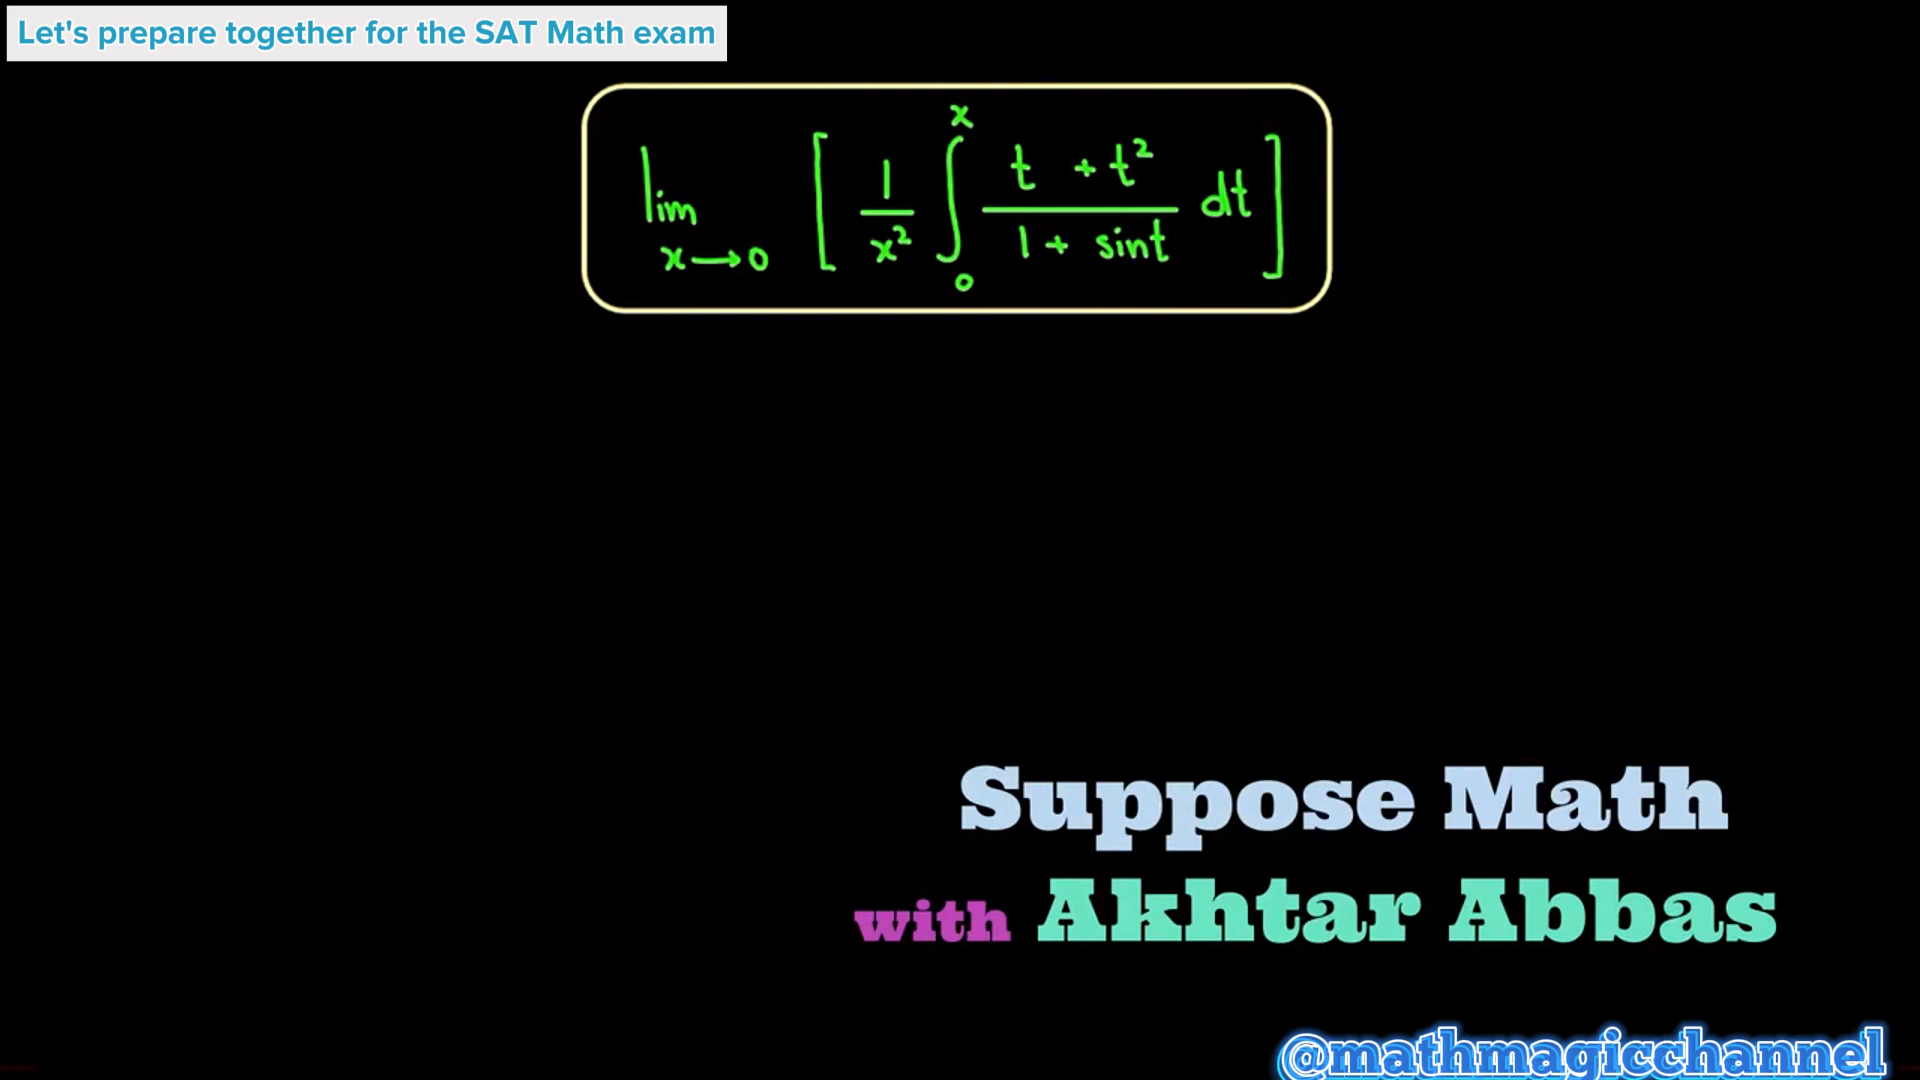 Let's prepare together for the SAT Math exam
lim x→0 [ 1/x² ∫₀ˣ (t + t²)/(1 + sint) dt ]
Suppose Math
with Akhtar Abbas
@mathmagicchannel